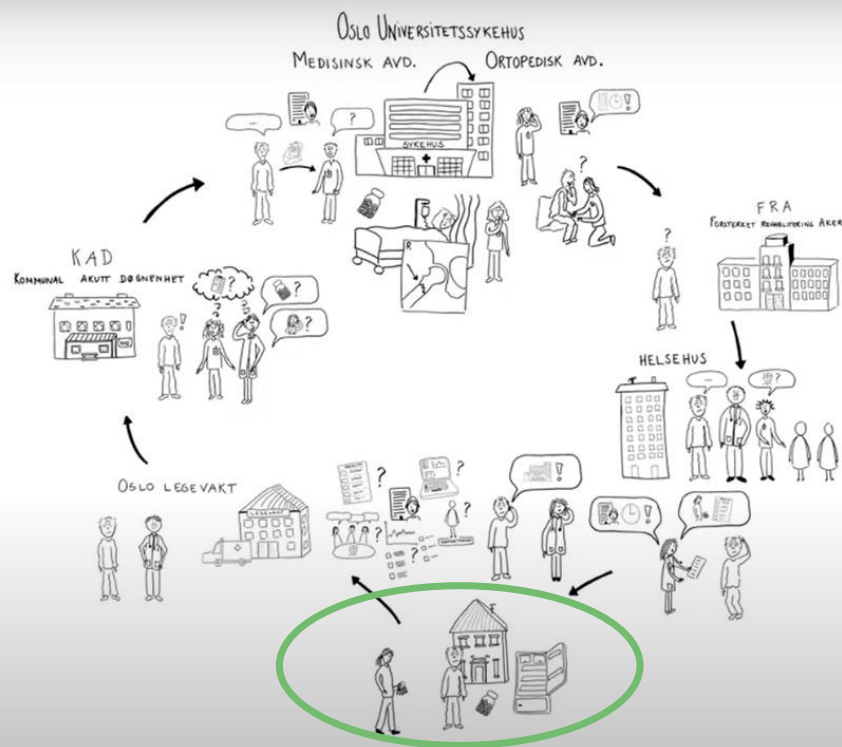 OSLO UNIVERSITETSSYKEHUS
MEDISINSK AVD.
ORTOPEDISK AVD.
...
?
!
SYKEHUS
?
FRA
FORSTERKET REHABILITERING AKER
?
KAD
KOMMUNAL AKUTT DØGNENHET
?
!
?
?
R
HELSEHUS
...
?
OSLO LEGEVAKT
LEGEVAKT
?
?
?
?
?
!
!
F